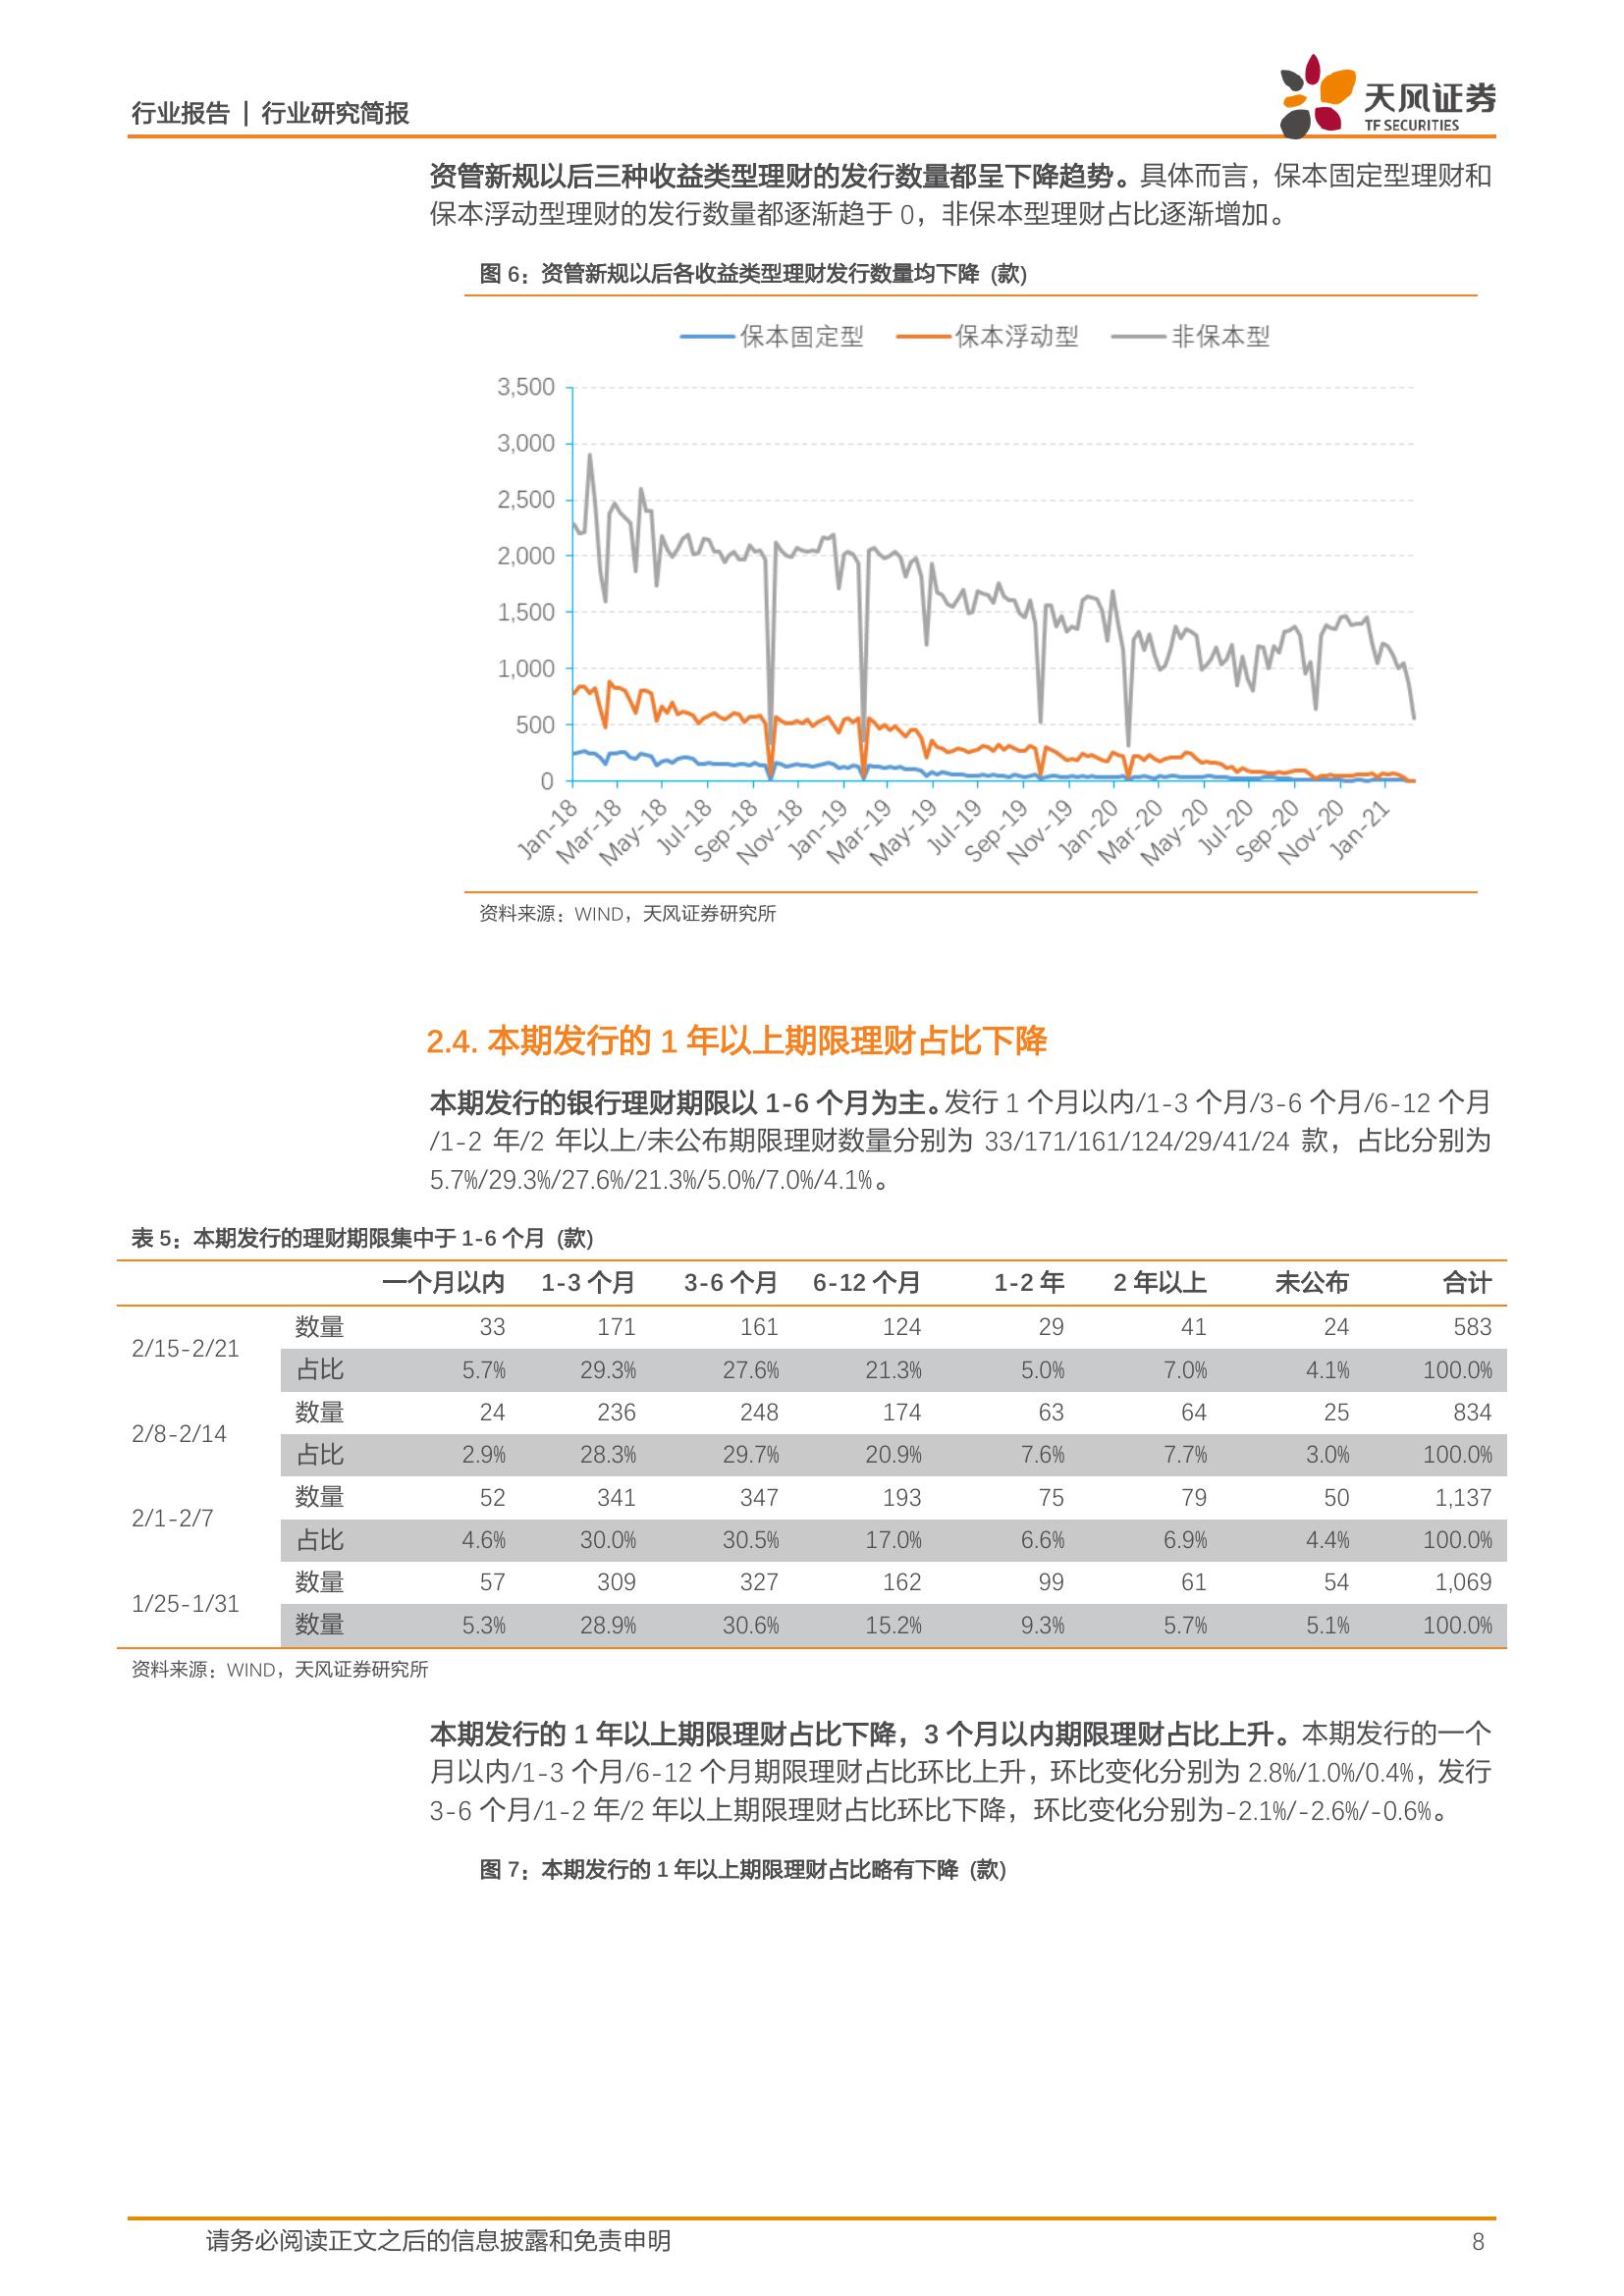 行业报告 | 行业研究简报
天风证券
TF SECURITIES
资管新规以后三种收益类型理财的发行数量都呈下降趋势。具体而言，保本固定型理财和
保本浮动型理财的发行数量都逐渐趋于 0，非保本型理财占比逐渐增加。
图 6：资管新规以后各收益类型理财发行数量均下降（款）
保本固定型 保本浮动型 非保本型
3,500
3,000
2,500
2,000
1,500
1,000
500
0
Jan-18 Mar-18 May-18 Jul-18 Sep-18 Nov-18 Jan-19 Mar-19 May-19 Jul-19 Sep-19 Nov-19 Jan-20 Mar-20 May-20 Jul-20 Sep-20 Nov-20 Jan-21
资料来源：WIND，天风证券研究所
2.4. 本期发行的 1 年以上期限理财占比下降
本期发行的银行理财期限以 1-6 个月为主。发行 1 个月以内/1-3 个月/3-6 个月/6-12 个月
/1-2 年/2 年以上/未公布期限理财数量分别为 33/171/161/124/29/41/24 款，占比分别为
5.7%/29.3%/27.6%/21.3%/5.0%/7.0%/4.1%。
表 5：本期发行的理财期限集中于 1-6 个月（款）
一个月以内 1-3 个月 3-6 个月 6-12 个月 1-2 年 2 年以上 未公布 合计
2/15-2/21
数量 33 171 161 124 29 41 24 583
占比 5.7% 29.3% 27.6% 21.3% 5.0% 7.0% 4.1% 100.0%
2/8-2/14
数量 24 236 248 174 63 64 25 834
占比 2.9% 28.3% 29.7% 20.9% 7.6% 7.7% 3.0% 100.0%
2/1-2/7
数量 52 341 347 193 75 79 50 1,137
占比 4.6% 30.0% 30.5% 17.0% 6.6% 6.9% 4.4% 100.0%
1/25-1/31
数量 57 309 327 162 99 61 54 1,069
数量 5.3% 28.9% 30.6% 15.2% 9.3% 5.7% 5.1% 100.0%
资料来源：WIND，天风证券研究所
本期发行的 1 年以上期限理财占比下降，3 个月以内期限理财占比上升。本期发行的一个
月以内/1-3 个月/6-12 个月期限理财占比环比上升，环比变化分别为 2.8%/1.0%/0.4%，发行
3-6 个月/1-2 年/2 年以上期限理财占比环比下降，环比变化分别为-2.1%/-2.6%/-0.6%。
图 7：本期发行的 1 年以上期限理财占比略有下降（款）
请务必阅读正文之后的信息披露和免责申明 8